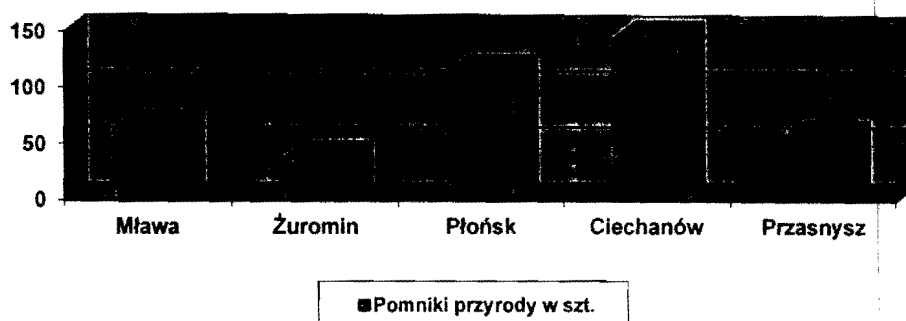 150
100
50
0
Mława Żuromin Płońsk Ciechanów Przasnysz
Pomniki przyrody w szt.